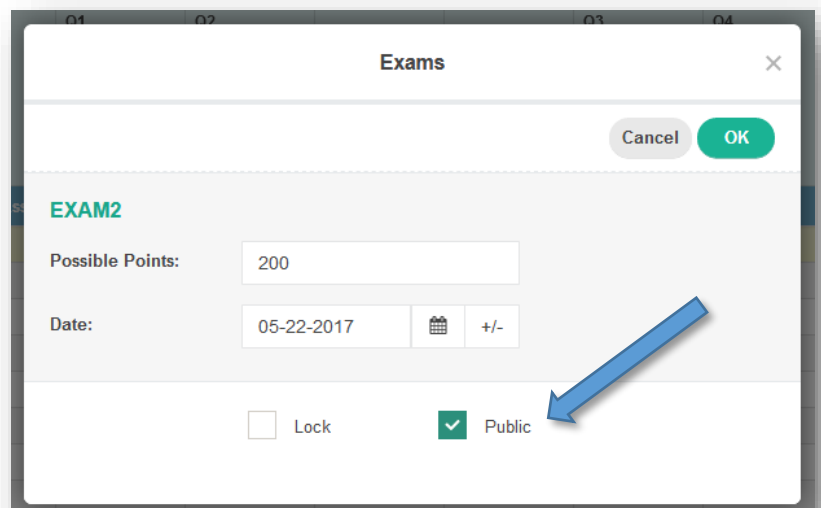 Q1 Q2 Q3 Q4
Exams
Cancel OK
EXAM2
Possible Points: 200
Date: 05-22-2017 +/-
Lock Public